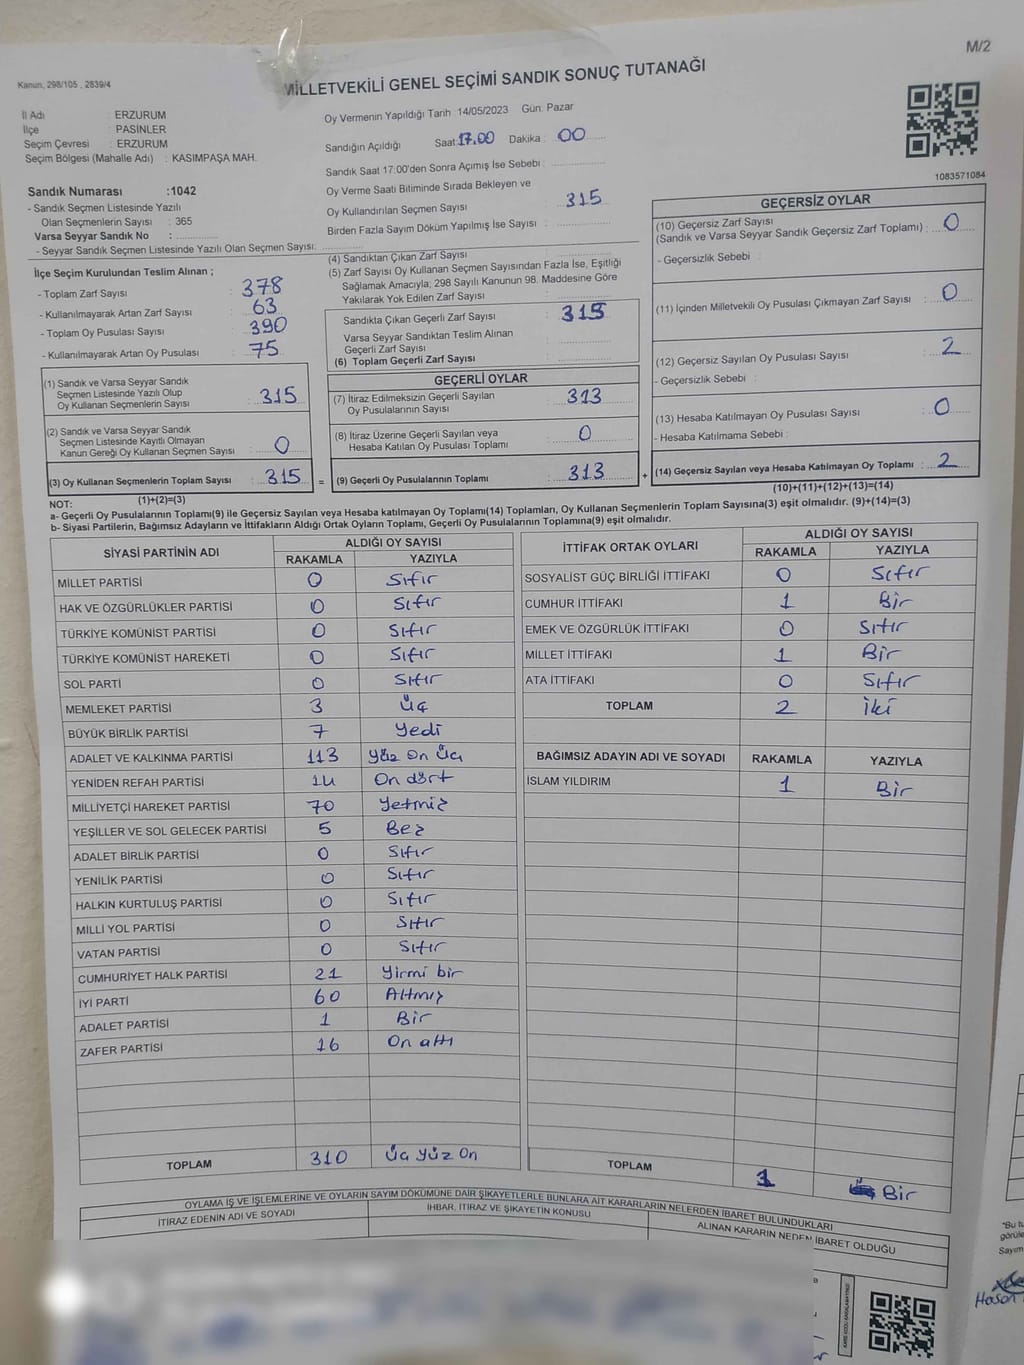 M/2
Kanun, 298/105 , 2839/4
MİLLETVEKİLİ GENEL SEÇİMİ SANDIK SONUÇ TUTANAĞI
İl Adı : ERZURUM
İlçe : PASİNLER
Seçim Çevresi : ERZURUM
Seçim Bölgesi (Mahalle Adı) : KASIMPAŞA MAH.
Sandık Numarası :1042
- Sandık Seçmen Listesinde Yazılı
Olan Seçmenlerin Sayısı : 365
Varsa Seyyar Sandık No :
- Seyyar Sandık Seçmen Listesinde Yazılı Olan Seçmen Sayısı:
Oy Vermenin Yapıldığı Tarih 14/05/2023 Gün: Pazar
Sandığın Açıldığı Saat:17.00 Dakika : 00
Sandık Saat 17:00'den Sonra Açılmış İse Sebebi :
Oy Verme Saati Bitiminde Sırada Bekleyen ve
Oy Kullandırılan Seçmen Sayısı : 315
Birden Fazla Sayım Döküm Yapılmış İse Sayısı :
1083571084
İlçe Seçim Kurulundan Teslim Alınan ;
- Toplam Zarf Sayısı : 378
- Kullanılmayarak Artan Zarf Sayısı : 63
- Toplam Oy Pusulası Sayısı : 390
- Kullanılmayarak Artan Oy Pusulası : 75
(4) Sandıktan Çıkan Zarf Sayısı :
(5) Zarf Sayısı Oy Kullanan Seçmen Sayısından Fazla İse, Eşitliği
Sağlamak Amacıyla; 298 Sayılı Kanunun 98. Maddesine Göre
Yakılarak Yok Edilen Zarf Sayısı :
Sandıkta Çıkan Geçerli Zarf Sayısı : 315
Varsa Seyyar Sandıktan Teslim Alınan
Geçerli Zarf Sayısı :
(6) Toplam Geçerli Zarf Sayısı :
GEÇERSİZ OYLAR
(10) Geçersiz Zarf Sayısı
(Sandık ve Varsa Seyyar Sandık Geçersiz Zarf Toplamı) : 0
- Geçersizlik Sebebi :
(11) İçinden Milletvekili Oy Pusulası Çıkmayan Zarf Sayısı : 0
(12) Geçersiz Sayılan Oy Pusulası Sayısı : 2
- Geçersizlik Sebebi :
(13) Hesaba Katılmayan Oy Pusulası Sayısı : 0
- Hesaba Katılmama Sebebi :
(14) Geçersiz Sayılan veya Hesaba Katılmayan Oy Toplamı : 2
(10)+(11)+(12)+(13)=(14)
(1) Sandık ve Varsa Seyyar Sandık
Seçmen Listesinde Yazılı Olup
Oy Kullanan Seçmenlerin Sayısı : 315
(2) Sandık ve Varsa Seyyar Sandık
Seçmen Listesinde Kayıtlı Olmayan
Kanun Gereği Oy Kullanan Seçmen Sayısı : 0
(3) Oy Kullanan Seçmenlerin Toplam Sayısı : 315 =
(1)+(2)=(3)
GEÇERLİ OYLAR
(7) İtiraz Edilmeksizin Geçerli Sayılan
Oy Pusulalarının Sayısı : 313
(8) İtiraz Üzerine Geçerli Sayılan veya
Hesaba Katılan Oy Pusulası Toplamı : 0
(9) Geçerli Oy Pusulalarının Toplamı : 313 +
NOT:
a- Geçerli Oy Pusulalarının Toplamı(9) ile Geçersiz Sayılan veya Hesaba katılmayan Oy Toplamı(14) Toplamları, Oy Kullanan Seçmenlerin Toplam Sayısına(3) eşit olmalıdır. (9)+(14)=(3)
b- Siyasi Partilerin, Bağımsız Adayların ve İttifakların Aldığı Ortak Oyların Toplamı, Geçerli Oy Pusulalarının Toplamına(9) eşit olmalıdır.
SİYASİ PARTİNİN ADI ALDIĞI OY SAYISI
RAKAMLA YAZIYLA
MİLLET PARTİSİ 0 Sıfır
HAK VE ÖZGÜRLÜKLER PARTİSİ 0 Sıfır
TÜRKİYE KOMÜNİST PARTİSİ 0 Sıfır
TÜRKİYE KOMÜNİST HAREKETİ 0 Sıfır
SOL PARTİ 0 Sıfır
MEMLEKET PARTİSİ 3 Üç
BÜYÜK BİRLİK PARTİSİ 7 Yedi
ADALET VE KALKINMA PARTİSİ 113 Yüz On Üç
YENİDEN REFAH PARTİSİ 14 On dört
MİLLİYETÇİ HAREKET PARTİSİ 70 Yetmiş
YEŞİLLER VE SOL GELECEK PARTİSİ 5 Beş
ADALET BİRLİK PARTİSİ 0 Sıfır
YENİLİK PARTİSİ 0 Sıfır
HALKIN KURTULUŞ PARTİSİ 0 Sıfır
MİLLİ YOL PARTİSİ 0 Sıfır
VATAN PARTİSİ 0 Sıfır
CUMHURİYET HALK PARTİSİ 21 Yirmi bir
İYİ PARTİ 60 Altmış
ADALET PARTİSİ 1 Bir
ZAFER PARTİSİ 16 On altı
TOPLAM 310 Üç Yüz On
İTTİFAK ORTAK OYLARI ALDIĞI OY SAYISI
RAKAMLA YAZIYLA
SOSYALİST GÜÇ BİRLİĞİ İTTİFAKI 0 Sıfır
CUMHUR İTTİFAKI 1 Bir
EMEK VE ÖZGÜRLÜK İTTİFAKI 0 Sıfır
MİLLET İTTİFAKI 1 Bir
ATA İTTİFAKI 0 Sıfır
TOPLAM 2 İki
BAĞIMSIZ ADAYIN ADI VE SOYADI RAKAMLA YAZIYLA
İSLAM YILDIRIM 1 Bir
TOPLAM 1 Bir
OYLAMA İŞ VE İŞLEMLERİNE VE OYLARIN SAYIM DÖKÜMÜNE DAİR ŞİKAYETLERLE BUNLARA AİT KARARLARIN NELERDEN İBARET BULUNDUKLARI
İTİRAZ EDENİN ADI VE SOYADI İHBAR, İTİRAZ VE ŞİKAYETİN KONUSU ALINAN KARARIN NEDEN İBARET OLDUĞU
"Bu tu
görüle
Sayım
Hasan